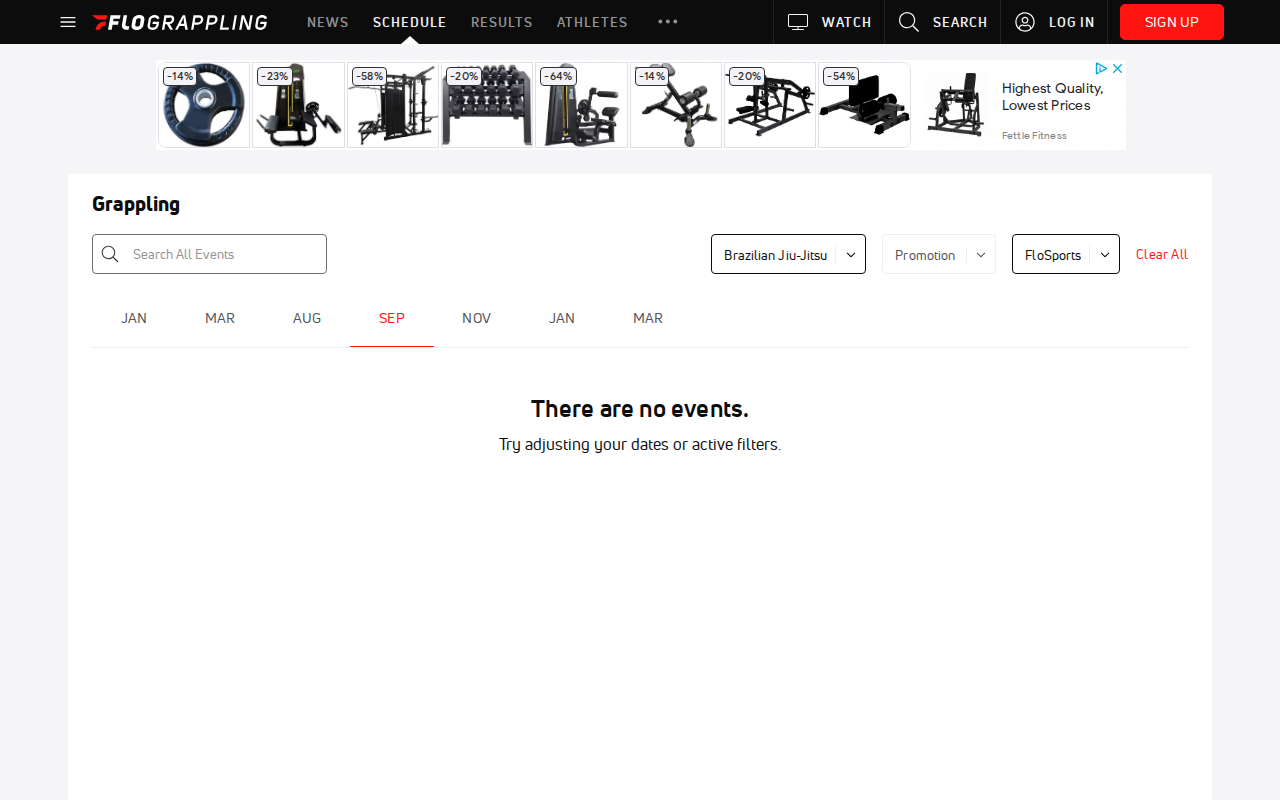 FLOGRAPPLING
NEWS
SCHEDULE
RESULTS
ATHLETES
WATCH
SEARCH
LOG IN
SIGN UP
-14%
-23%
-58%
-20%
-64%
-14%
-20%
-54%
Highest Quality,
Lowest Prices
Fettle Fitness
Grappling
Search All Events
Brazilian Jiu-Jitsu
Promotion
FloSports
Clear All
JAN
MAR
AUG
SEP
NOV
JAN
MAR
There are no events.
Try adjusting your dates or active filters.